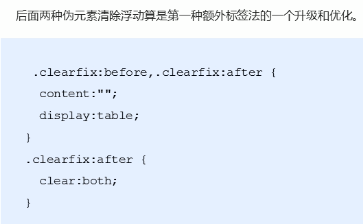 后面两种伪元素清除浮动算是第一种额外标签法的一个升级和优化。
.clearfix:before,.clearfix:after {
content:"";
display:table;
}
.clearfix:after {
clear:both;
}